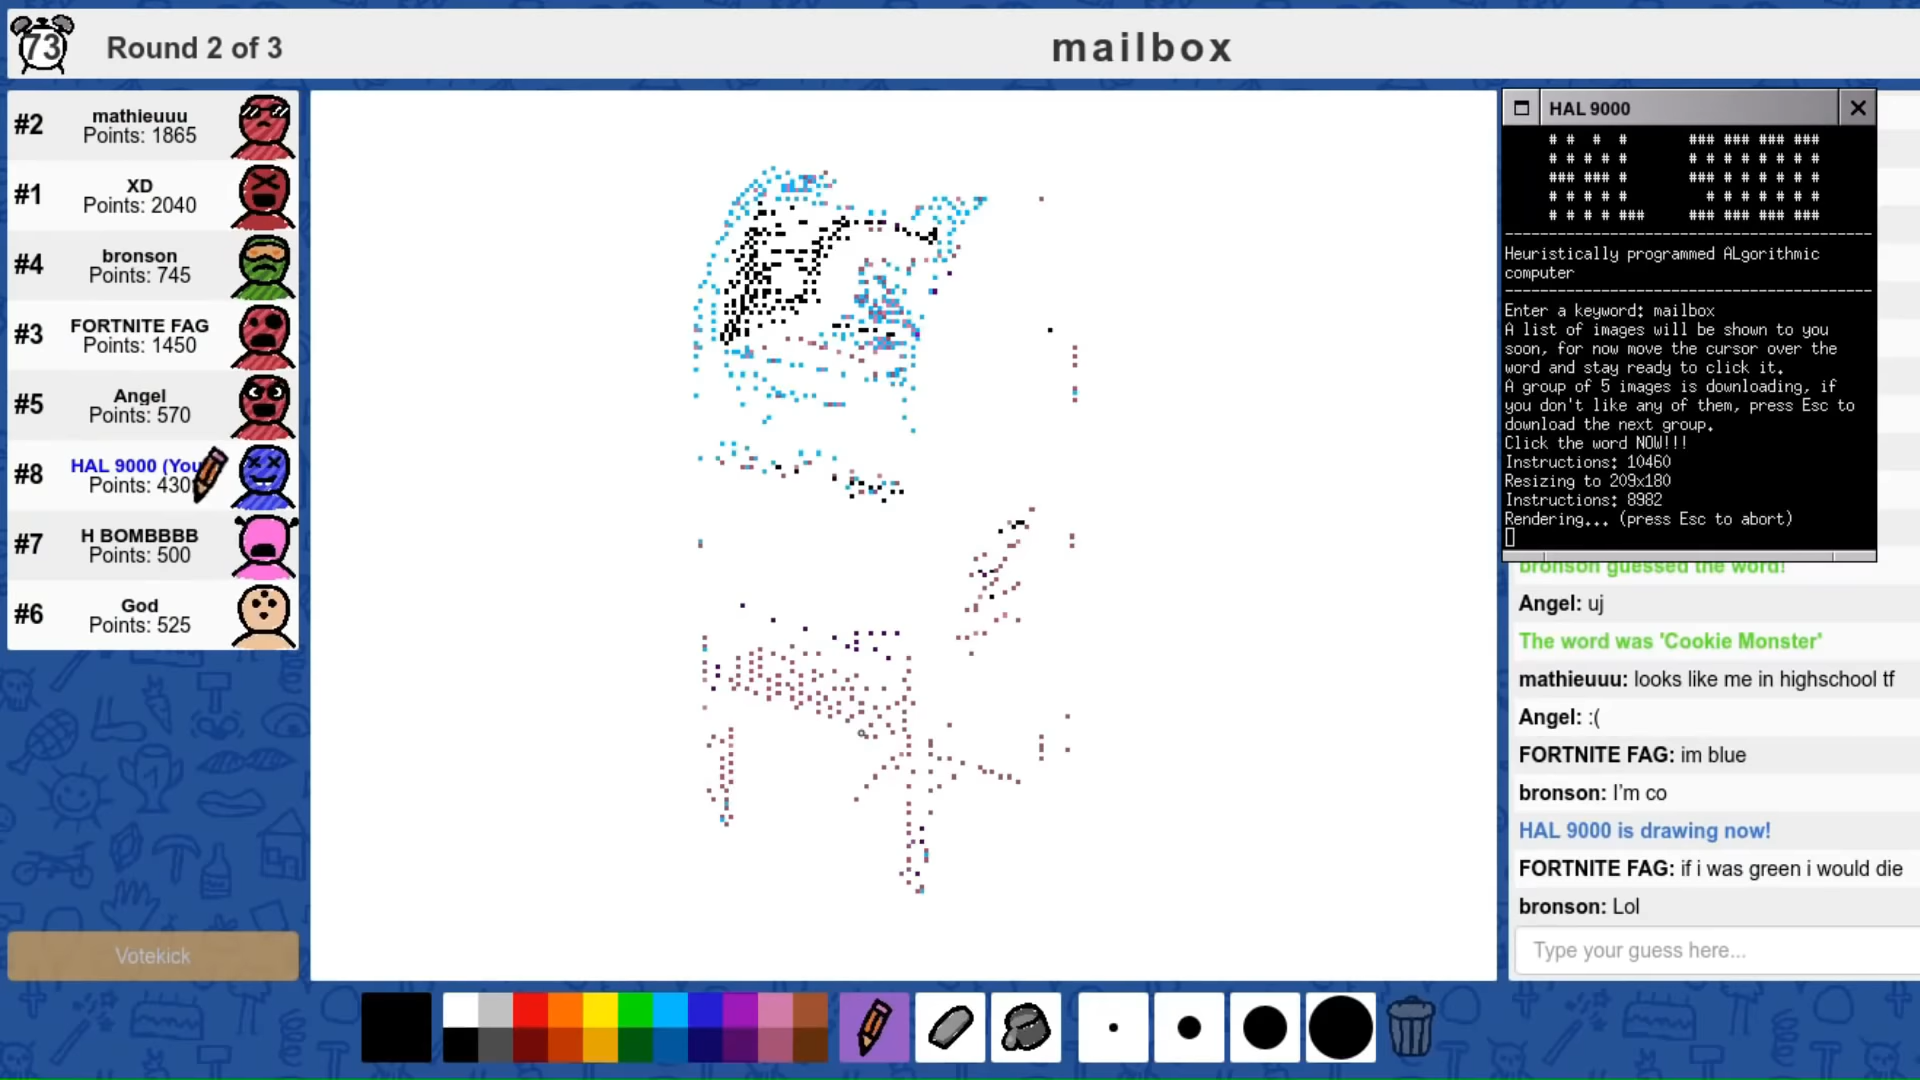 73
Round 2 of 3
mailbox
#2
mathieuuu
Points: 1865
#1
XD
Points: 2040
#4
bronson
Points: 745
#3
FORTNITE FAG
Points: 1450
#5
Angel
Points: 570
#8
HAL 9000 (You
Points: 430
#7
H BOMBBBB
Points: 500
#6
God
Points: 525
Votekick
HAL 9000
Heuristically programmed ALgorithmic
computer
Enter a keyword: mailbox
A list of images will be shown to you
soon, for now move the cursor over the
word and stay ready to click it.
A group of 5 images is downloading, if
you don't like any of them, press Esc to
download the next group.
Click the word NOW!!!
Instructions: 10460
Resizing to 209x180
Instructions: 8982
Rendering... (press Esc to abort)
bronson guessed the word!
Angel: uj
The word was 'Cookie Monster'
mathieuuu: looks like me in highschool tf
Angel: :(
FORTNITE FAG: im blue
bronson: I'm co
HAL 9000 is drawing now!
FORTNITE FAG: if i was green i would die
bronson: Lol
Type your guess here...